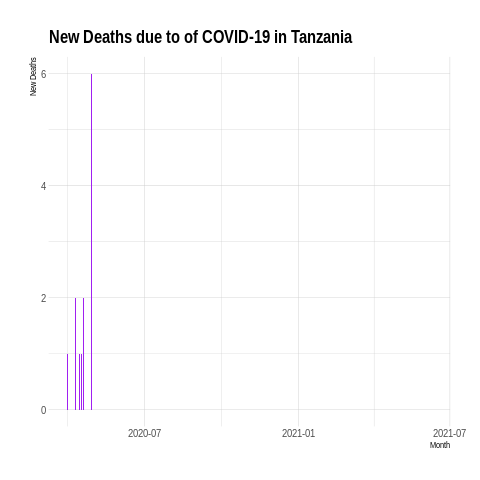 New Deaths due to of COVID-19 in Tanzania
New Deaths
6
4
2
0
2020-07
2021-01
2021-07
Month